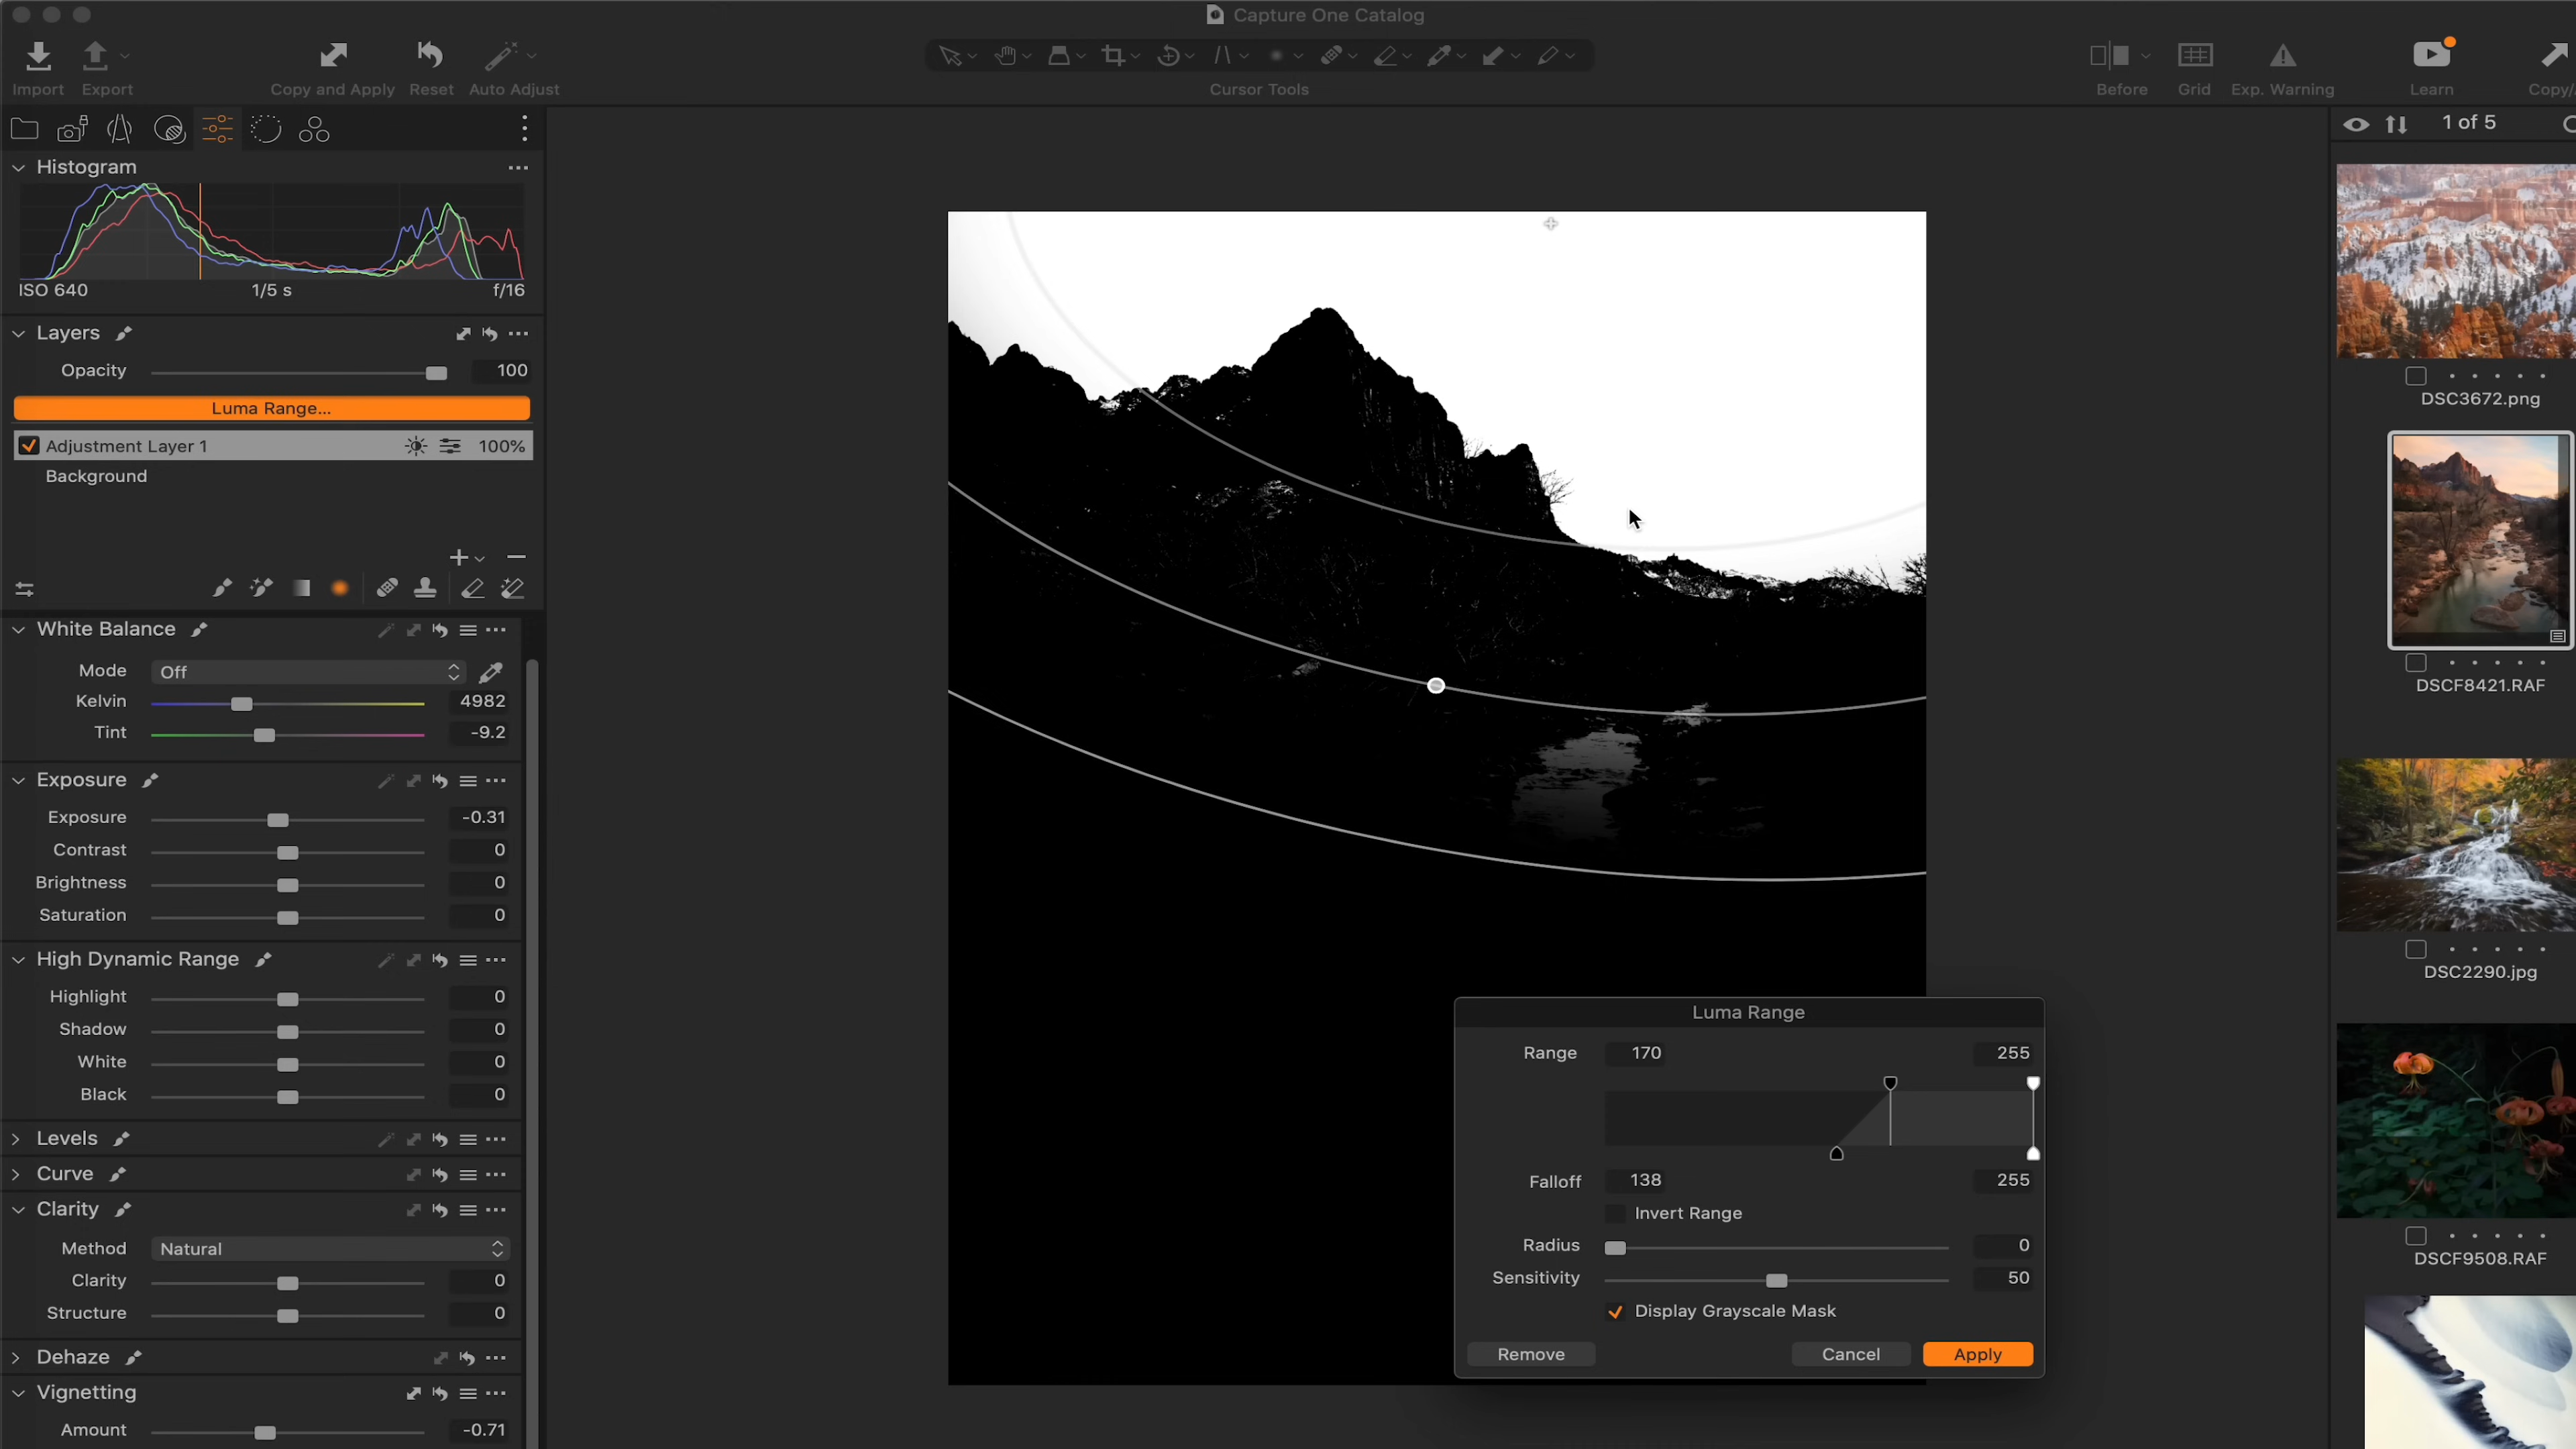 Capture One Catalog
Import
Export
Copy and Apply
Reset
Auto Adjust
Cursor Tools
Before
Grid
Exp. Warning
Learn
Histogram
ISO 640
1/5 s
f/16
Layers
Opacity
100
Luma Range...
Adjustment Layer 1
100%
Background
White Balance
Mode
Off
Kelvin
4982
Tint
-9.2
Exposure
Exposure
-0.31
Contrast
0
Brightness
0
Saturation
0
High Dynamic Range
Highlight
0
Shadow
0
White
0
Black
0
Levels
Curve
Clarity
Method
Natural
Clarity
0
Structure
0
Dehaze
Vignetting
Amount
-0.71
Luma Range
Range
170
255
Falloff
138
255
Invert Range
Radius
0
Sensitivity
50
Display Grayscale Mask
Remove
Cancel
Apply
1 of 5
DSC3672.png
DSCF8421.RAF
DSC2290.jpg
DSCF9508.RAF